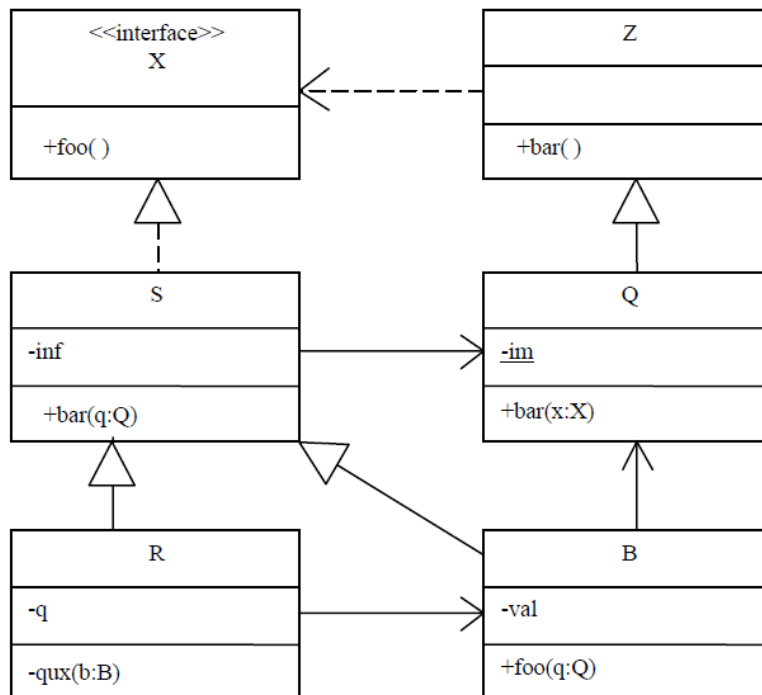 <<interface>>
X
+foo( )
Z
+bar( )
S
-inf
+bar(q:Q)
Q
-im
+bar(x:X)
R
-q
-qux(b:B)
B
-val
+foo(q:Q)